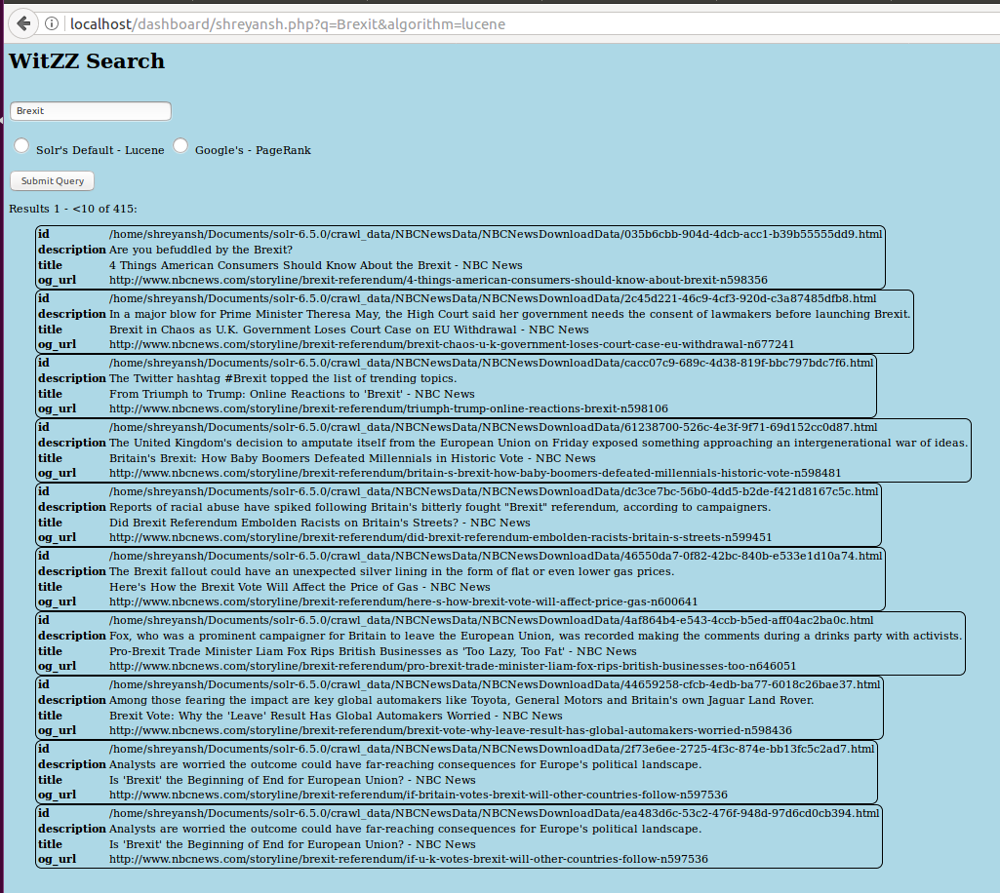 localhost/dashboard/shreyansh.php?q=Brexit&algorithm=lucene
WitZZ Search
Brexit
Solr's Default - Lucene Google's - PageRank
Submit Query
Results 1 - <10 of 415:
id /home/shreyansh/Documents/solr-6.5.0/crawl_data/NBCNewsData/NBCNewsDownloadData/035b6cbb-904d-4dcb-acc1-b39b55555dd9.html
description Are you befuddled by the Brexit?
title 4 Things American Consumers Should Know About the Brexit - NBC News
og_url http://www.nbcnews.com/storyline/brexit-referendum/4-things-american-consumers-should-know-about-brexit-n598356
id /home/shreyansh/Documents/solr-6.5.0/crawl_data/NBCNewsData/NBCNewsDownloadData/2c45d221-46c9-4cf3-920d-c3a87485dfb8.html
description In a major blow for Prime Minister Theresa May, the High Court said her government needs the consent of lawmakers before launching Brexit.
title Brexit in Chaos as U.K. Government Loses Court Case on EU Withdrawal - NBC News
og_url http://www.nbcnews.com/storyline/brexit-referendum/brexit-chaos-u-k-government-loses-court-case-eu-withdrawal-n677241
id /home/shreyansh/Documents/solr-6.5.0/crawl_data/NBCNewsData/NBCNewsDownloadData/cacc07c9-689c-4d38-819f-bbc797bdc7f6.html
description The Twitter hashtag #Brexit topped the list of trending topics.
title From Triumph to Trump: Online Reactions to 'Brexit' - NBC News
og_url http://www.nbcnews.com/storyline/brexit-referendum/triumph-trump-online-reactions-brexit-n598106
id /home/shreyansh/Documents/solr-6.5.0/crawl_data/NBCNewsData/NBCNewsDownloadData/61238700-526c-4e3f-9f71-69d152cc0d87.html
description The United Kingdom's decision to amputate itself from the European Union on Friday exposed something approaching an intergenerational war of ideas.
title Britain's Brexit: How Baby Boomers Defeated Millennials in Historic Vote - NBC News
og_url http://www.nbcnews.com/storyline/brexit-referendum/britain-s-brexit-how-baby-boomers-defeated-millennials-historic-vote-n598481
id /home/shreyansh/Documents/solr-6.5.0/crawl_data/NBCNewsData/NBCNewsDownloadData/dc3ce7bc-56b0-4dd5-b2de-f421d8167c5c.html
description Reports of racial abuse have spiked following Britain's bitterly fought "Brexit" referendum, according to campaigners.
title Did Brexit Referendum Embolden Racists on Britain's Streets? - NBC News
og_url http://www.nbcnews.com/storyline/brexit-referendum/did-brexit-referendum-embolden-racists-britain-s-streets-n599451
id /home/shreyansh/Documents/solr-6.5.0/crawl_data/NBCNewsData/NBCNewsDownloadData/46550da7-0f82-42bc-840b-e533e1d10a74.html
description The Brexit fallout could have an unexpected silver lining in the form of flat or even lower gas prices.
title Here's How the Brexit Vote Will Affect the Price of Gas - NBC News
og_url http://www.nbcnews.com/storyline/brexit-referendum/here-s-how-brexit-vote-will-affect-price-gas-n600641
id /home/shreyansh/Documents/solr-6.5.0/crawl_data/NBCNewsData/NBCNewsDownloadData/4af864b4-e543-4ccb-b5ed-aff04ac2ba0c.html
description Fox, who was a prominent campaigner for Britain to leave the European Union, was recorded making the comments during a drinks party with activists.
title Pro-Brexit Trade Minister Liam Fox Rips British Businesses as 'Too Lazy, Too Fat' - NBC News
og_url http://www.nbcnews.com/storyline/brexit-referendum/pro-brexit-trade-minister-liam-fox-rips-british-businesses-too-n646051
id /home/shreyansh/Documents/solr-6.5.0/crawl_data/NBCNewsData/NBCNewsDownloadData/44659258-cfcb-4edb-ba77-6018c26bae37.html
description Among those fearing the impact are key global automakers like Toyota, General Motors and Britain's own Jaguar Land Rover.
title Brexit Vote: Why the 'Leave' Result Has Global Automakers Worried - NBC News
og_url http://www.nbcnews.com/storyline/brexit-referendum/brexit-vote-why-leave-result-has-global-automakers-worried-n598436
id /home/shreyansh/Documents/solr-6.5.0/crawl_data/NBCNewsData/NBCNewsDownloadData/2f73e6ee-2725-4f3c-874e-bb13fc5c2ad7.html
description Analysts are worried the outcome could have far-reaching consequences for Europe's political landscape.
title Is 'Brexit' the Beginning of End for European Union? - NBC News
og_url http://www.nbcnews.com/storyline/brexit-referendum/if-britain-votes-brexit-will-other-countries-follow-n597536
id /home/shreyansh/Documents/solr-6.5.0/crawl_data/NBCNewsData/NBCNewsDownloadData/ea483d6c-53c2-476f-948d-97d6cd0cb394.html
description Analysts are worried the outcome could have far-reaching consequences for Europe's political landscape.
title Is 'Brexit' the Beginning of End for European Union? - NBC News
og_url http://www.nbcnews.com/storyline/brexit-referendum/if-u-k-votes-brexit-will-other-countries-follow-n597536